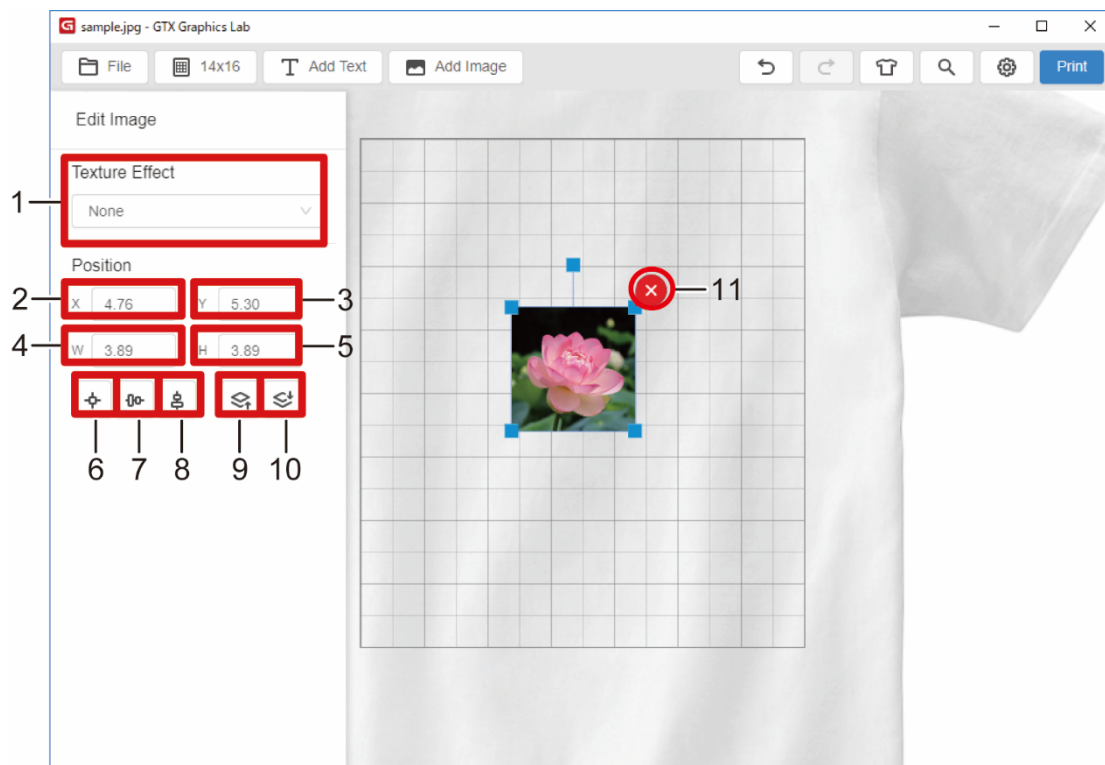 sample.jpg - GTX Graphics Lab
File 14x16 Add Text Add Image Print
Edit Image
Texture Effect
1
None
Position
2 X 4.76 Y 5.30 3
4 W 3.89 H 3.89 5
11
6 7 8 9 10